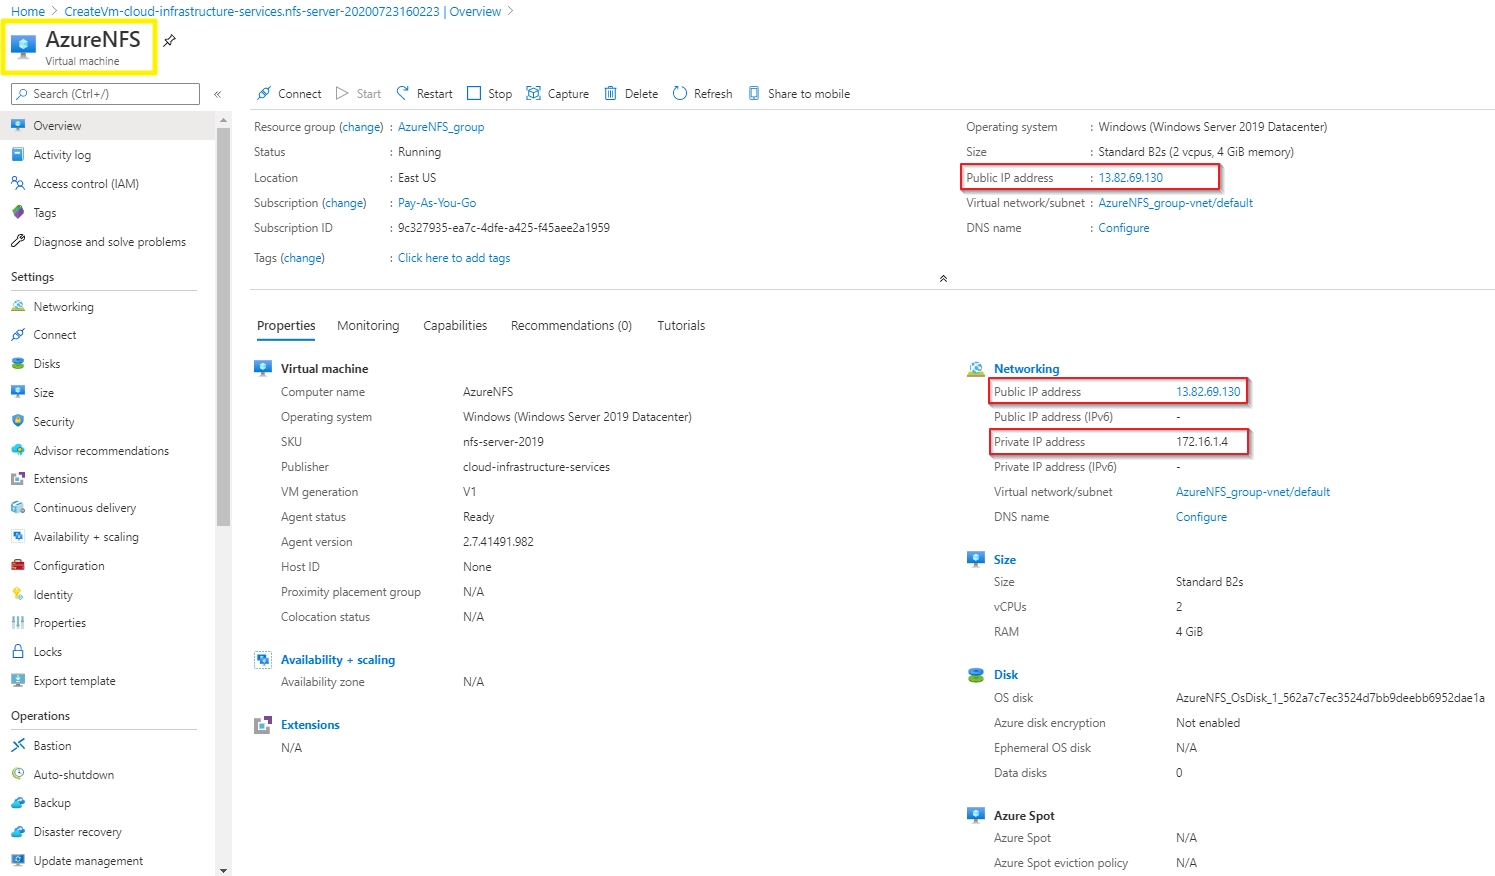 Home > CreateVm-cloud-infrastructure-services.nfs-server-20200723160223 | Overview >
AzureNFS
Virtual machine
Search (Ctrl+/)
«
Overview
Activity log
Access control (IAM)
Tags
Diagnose and solve problems
Settings
Networking
Connect
Disks
Size
Security
Advisor recommendations
Extensions
Continuous delivery
Availability + scaling
Configuration
Identity
Properties
Locks
Export template
Operations
Bastion
Auto-shutdown
Backup
Disaster recovery
Update management
Connect Start Restart Stop Capture Delete Refresh Share to mobile
Resource group (change) : AzureNFS_group
Status : Running
Location : East US
Subscription (change) : Pay-As-You-Go
Subscription ID : 9c327935-ea7c-4dfe-a425-f45aee2a1959
Tags (change) : Click here to add tags
Operating system : Windows (Windows Server 2019 Datacenter)
Size : Standard B2s (2 vcpus, 4 GiB memory)
Public IP address : 13.82.69.130
Virtual network/subnet : AzureNFS_group-vnet/default
DNS name : Configure
Properties Monitoring Capabilities Recommendations (0) Tutorials
Virtual machine
Computer name AzureNFS
Operating system Windows (Windows Server 2019 Datacenter)
SKU nfs-server-2019
Publisher cloud-infrastructure-services
VM generation V1
Agent status Ready
Agent version 2.7.41491.982
Host ID None
Proximity placement group N/A
Colocation status N/A
Availability + scaling
Availability zone N/A
Extensions
N/A
Networking
Public IP address 13.82.69.130
Public IP address (IPv6) -
Private IP address 172.16.1.4
Private IP address (IPv6) -
Virtual network/subnet AzureNFS_group-vnet/default
DNS name Configure
Size
Size Standard B2s
vCPUs 2
RAM 4 GiB
Disk
OS disk AzureNFS_OsDisk_1_562a7c7ec3524d7bb9deebb6952dae1a
Azure disk encryption Not enabled
Ephemeral OS disk N/A
Data disks 0
Azure Spot
Azure Spot N/A
Azure Spot eviction policy N/A